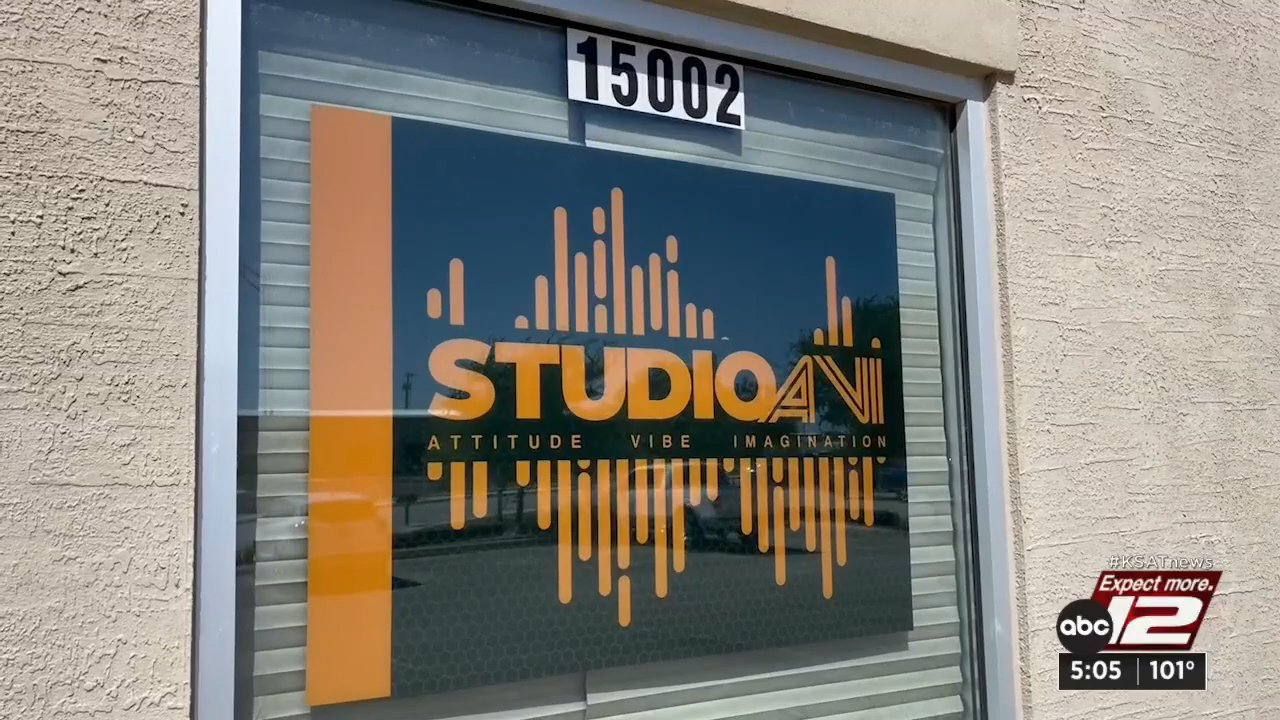 15002
STUDIOAVI
ATTITUDE VIBE IMAGINATION
#KSATnews
Expect more.
abc 12
5:05 101°